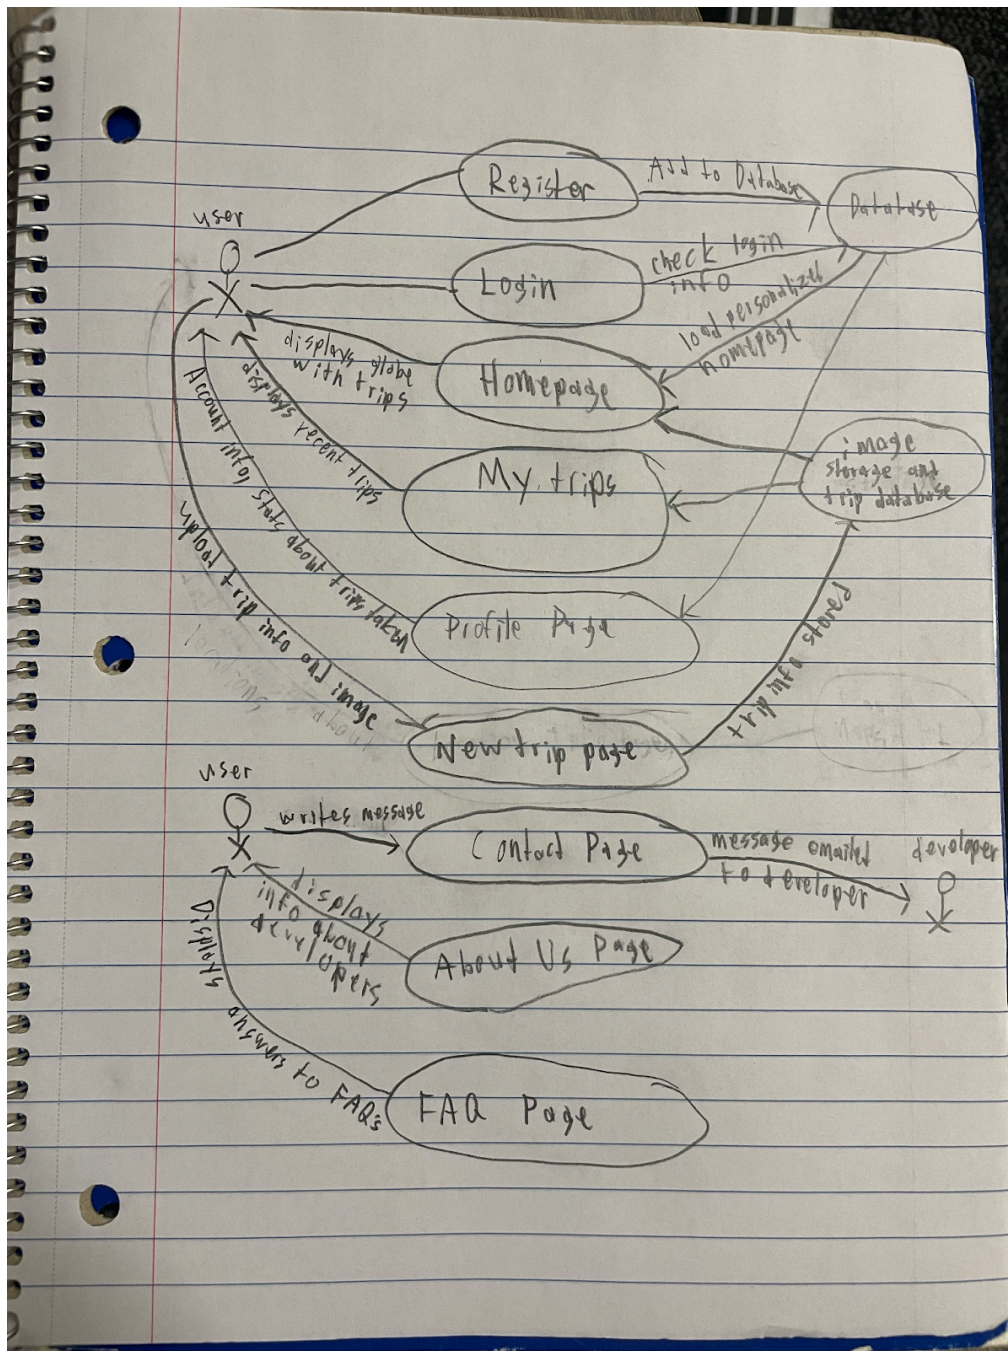 Register
Add to Database
Database
user
Login
check login
info
load personalized
homepage
displays globe
with trips
Homepage
displays recent trips
My trips
image
storage and
trip database
Account info, stats about trips taken
Profile Page
upload trip info and image
New trip page
trip info stored
user
writes message
Contact Page
message emailed
to developer
developer
displays
info about
developers
About Us Page
Displays
answers to FAQ's
FAQ Page